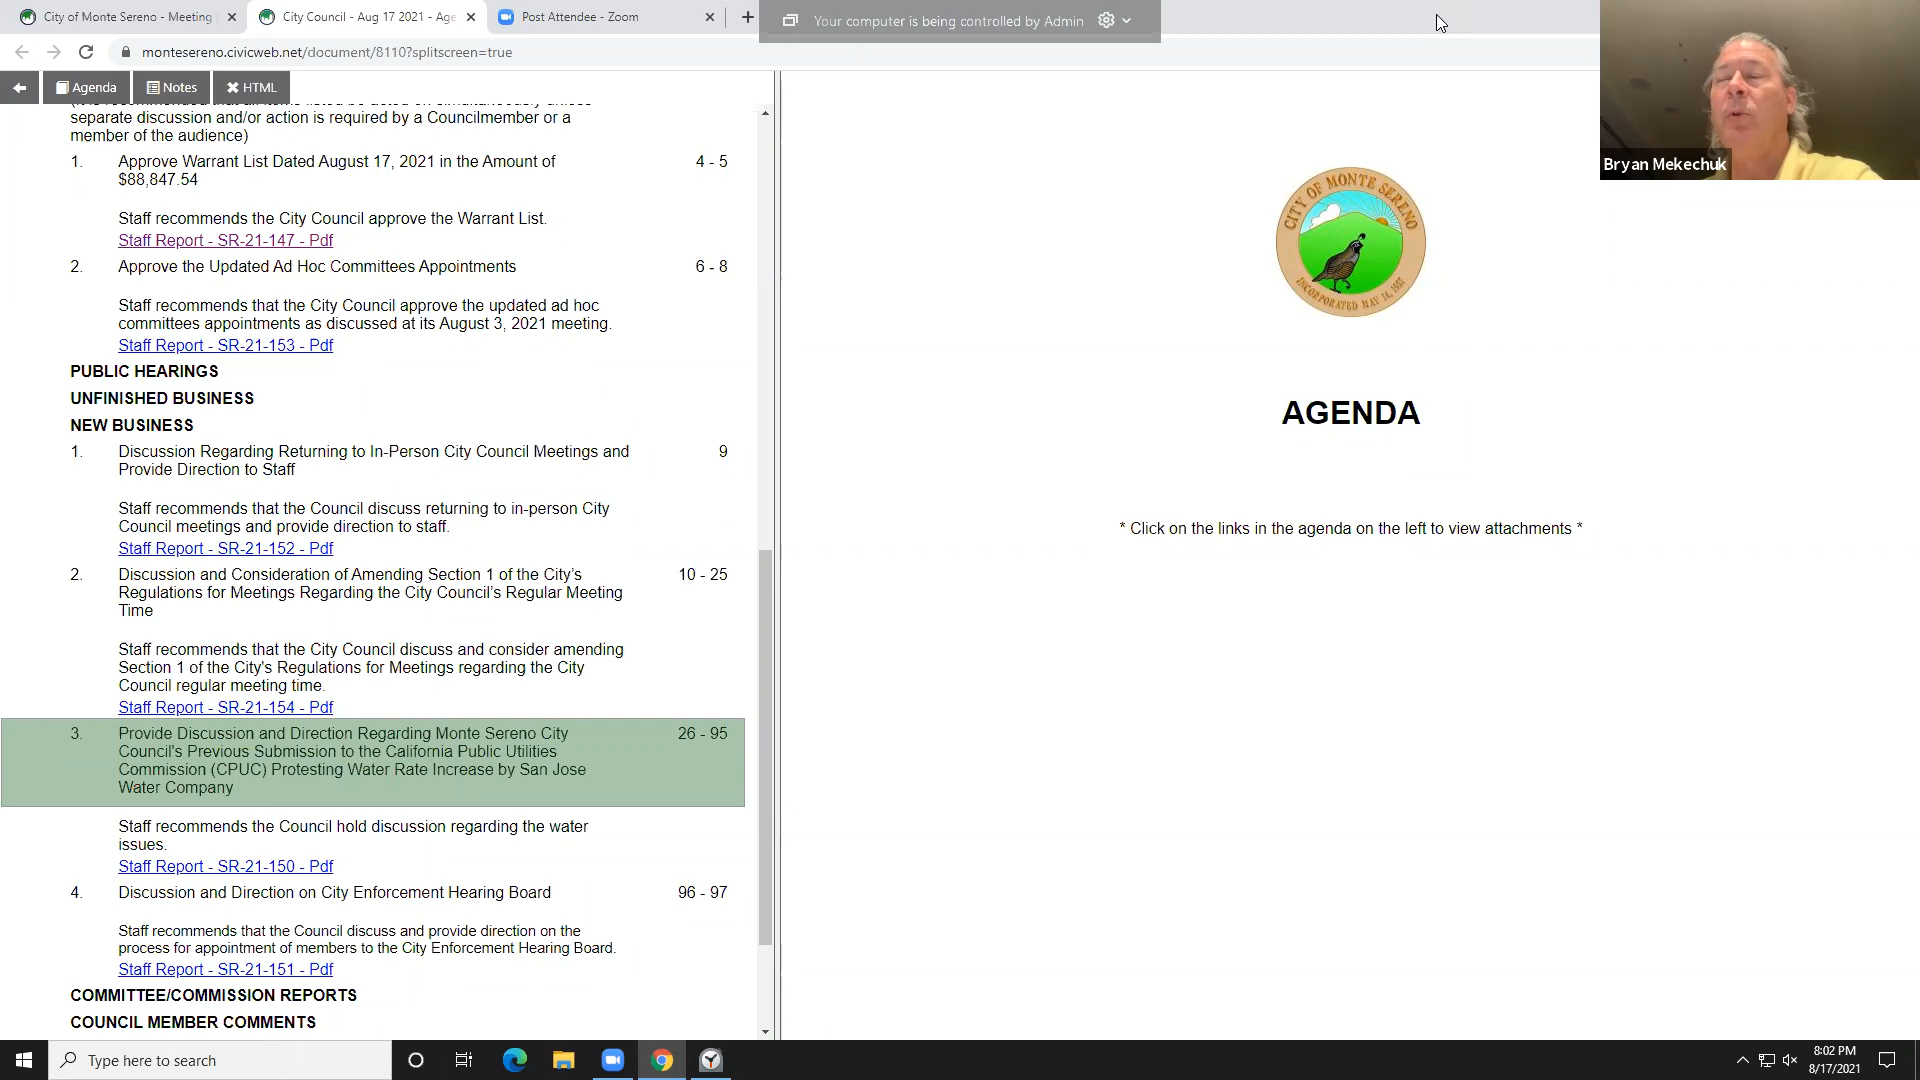 City of Monte Sereno - Meeting
City Council - Aug 17 2021 - Age
Post Attendee - Zoom
Your computer is being controlled by Admin
montesereno.civicweb.net/document/8110?splitscreen=true
Agenda
Notes
HTML
separate discussion and/or action is required by a Councilmember or a
member of the audience)
1. Approve Warrant List Dated August 17, 2021 in the Amount of 4 - 5
$88,847.54
Staff recommends the City Council approve the Warrant List.
Staff Report - SR-21-147 - Pdf
2. Approve the Updated Ad Hoc Committees Appointments 6 - 8
Staff recommends that the City Council approve the updated ad hoc
committees appointments as discussed at its August 3, 2021 meeting.
Staff Report - SR-21-153 - Pdf
PUBLIC HEARINGS
UNFINISHED BUSINESS
NEW BUSINESS
1. Discussion Regarding Returning to In-Person City Council Meetings and 9
Provide Direction to Staff
Staff recommends that the Council discuss returning to in-person City
Council meetings and provide direction to staff.
Staff Report - SR-21-152 - Pdf
2. Discussion and Consideration of Amending Section 1 of the City's 10 - 25
Regulations for Meetings Regarding the City Council's Regular Meeting
Time
Staff recommends that the City Council discuss and consider amending
Section 1 of the City's Regulations for Meetings regarding the City
Council regular meeting time.
Staff Report - SR-21-154 - Pdf
3. Provide Discussion and Direction Regarding Monte Sereno City 26 - 95
Council's Previous Submission to the California Public Utilities
Commission (CPUC) Protesting Water Rate Increase by San Jose
Water Company
Staff recommends the Council hold discussion regarding the water
issues.
Staff Report - SR-21-150 - Pdf
4. Discussion and Direction on City Enforcement Hearing Board 96 - 97
Staff recommends that the Council discuss and provide direction on the
process for appointment of members to the City Enforcement Hearing Board.
Staff Report - SR-21-151 - Pdf
COMMITTEE/COMMISSION REPORTS
COUNCIL MEMBER COMMENTS
CITY OF MONTE SERENO
INCORPORATED MAY 14, 1957
AGENDA
* Click on the links in the agenda on the left to view attachments *
Bryan Mekechuk
Type here to search
8:02 PM
8/17/2021